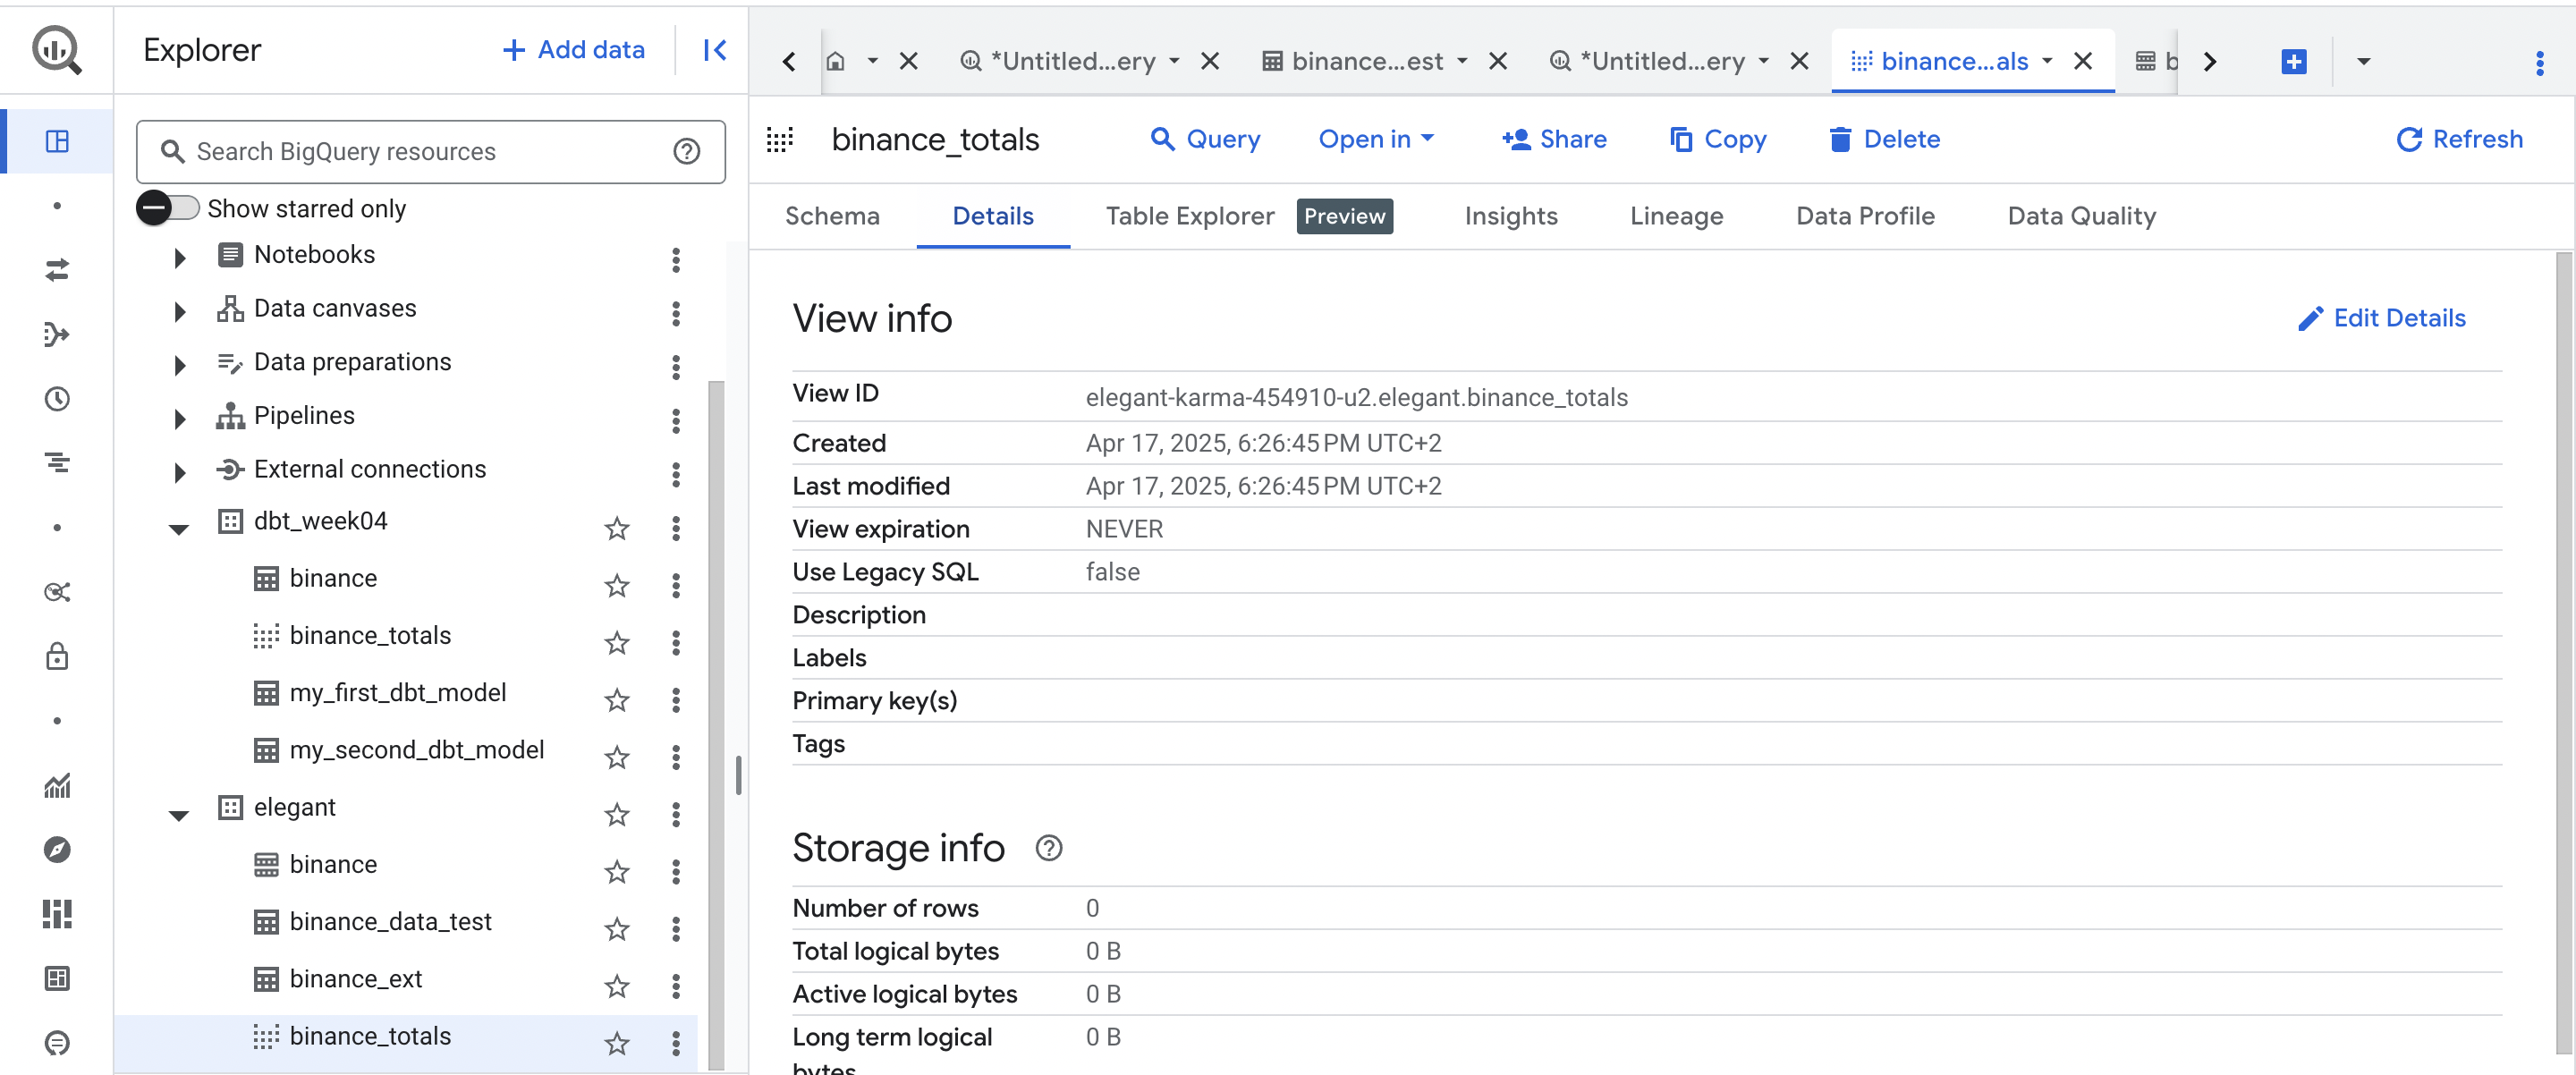 Explorer
+ Add data
Search BigQuery resources
Show starred only
Notebooks
Data canvases
Data preparations
Pipelines
External connections
dbt_week04
binance
binance_totals
my_first_dbt_model
my_second_dbt_model
elegant
binance
binance_data_test
binance_ext
binance_totals
*Untitled...ery
binance...est
*Untitled...ery
binance...als
b
binance_totals
Query
Open in
Share
Copy
Delete
Refresh
Schema
Details
Table Explorer
Preview
Insights
Lineage
Data Profile
Data Quality
View info
Edit Details
View ID elegant-karma-454910-u2.elegant.binance_totals
Created Apr 17, 2025, 6:26:45 PM UTC+2
Last modified Apr 17, 2025, 6:26:45 PM UTC+2
View expiration NEVER
Use Legacy SQL false
Description
Labels
Primary key(s)
Tags
Storage info
Number of rows 0
Total logical bytes 0 B
Active logical bytes 0 B
Long term logical 0 B
bytes